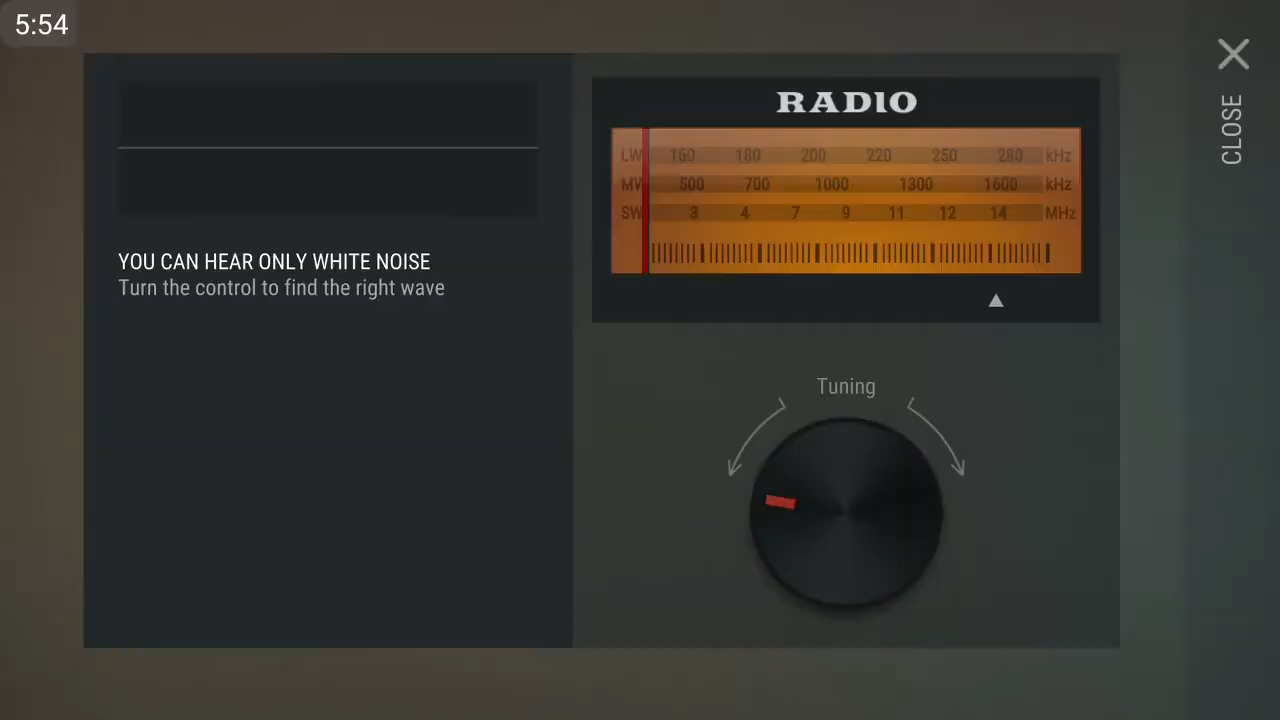 5:54
CLOSE
RADIO
LW 150 180 200 220 250 280 kHz
MV 500 700 1000 1300 1600 kHz
SW 3 4 7 9 11 12 14 MHz
YOU CAN HEAR ONLY WHITE NOISE
Turn the control to find the right wave
Tuning